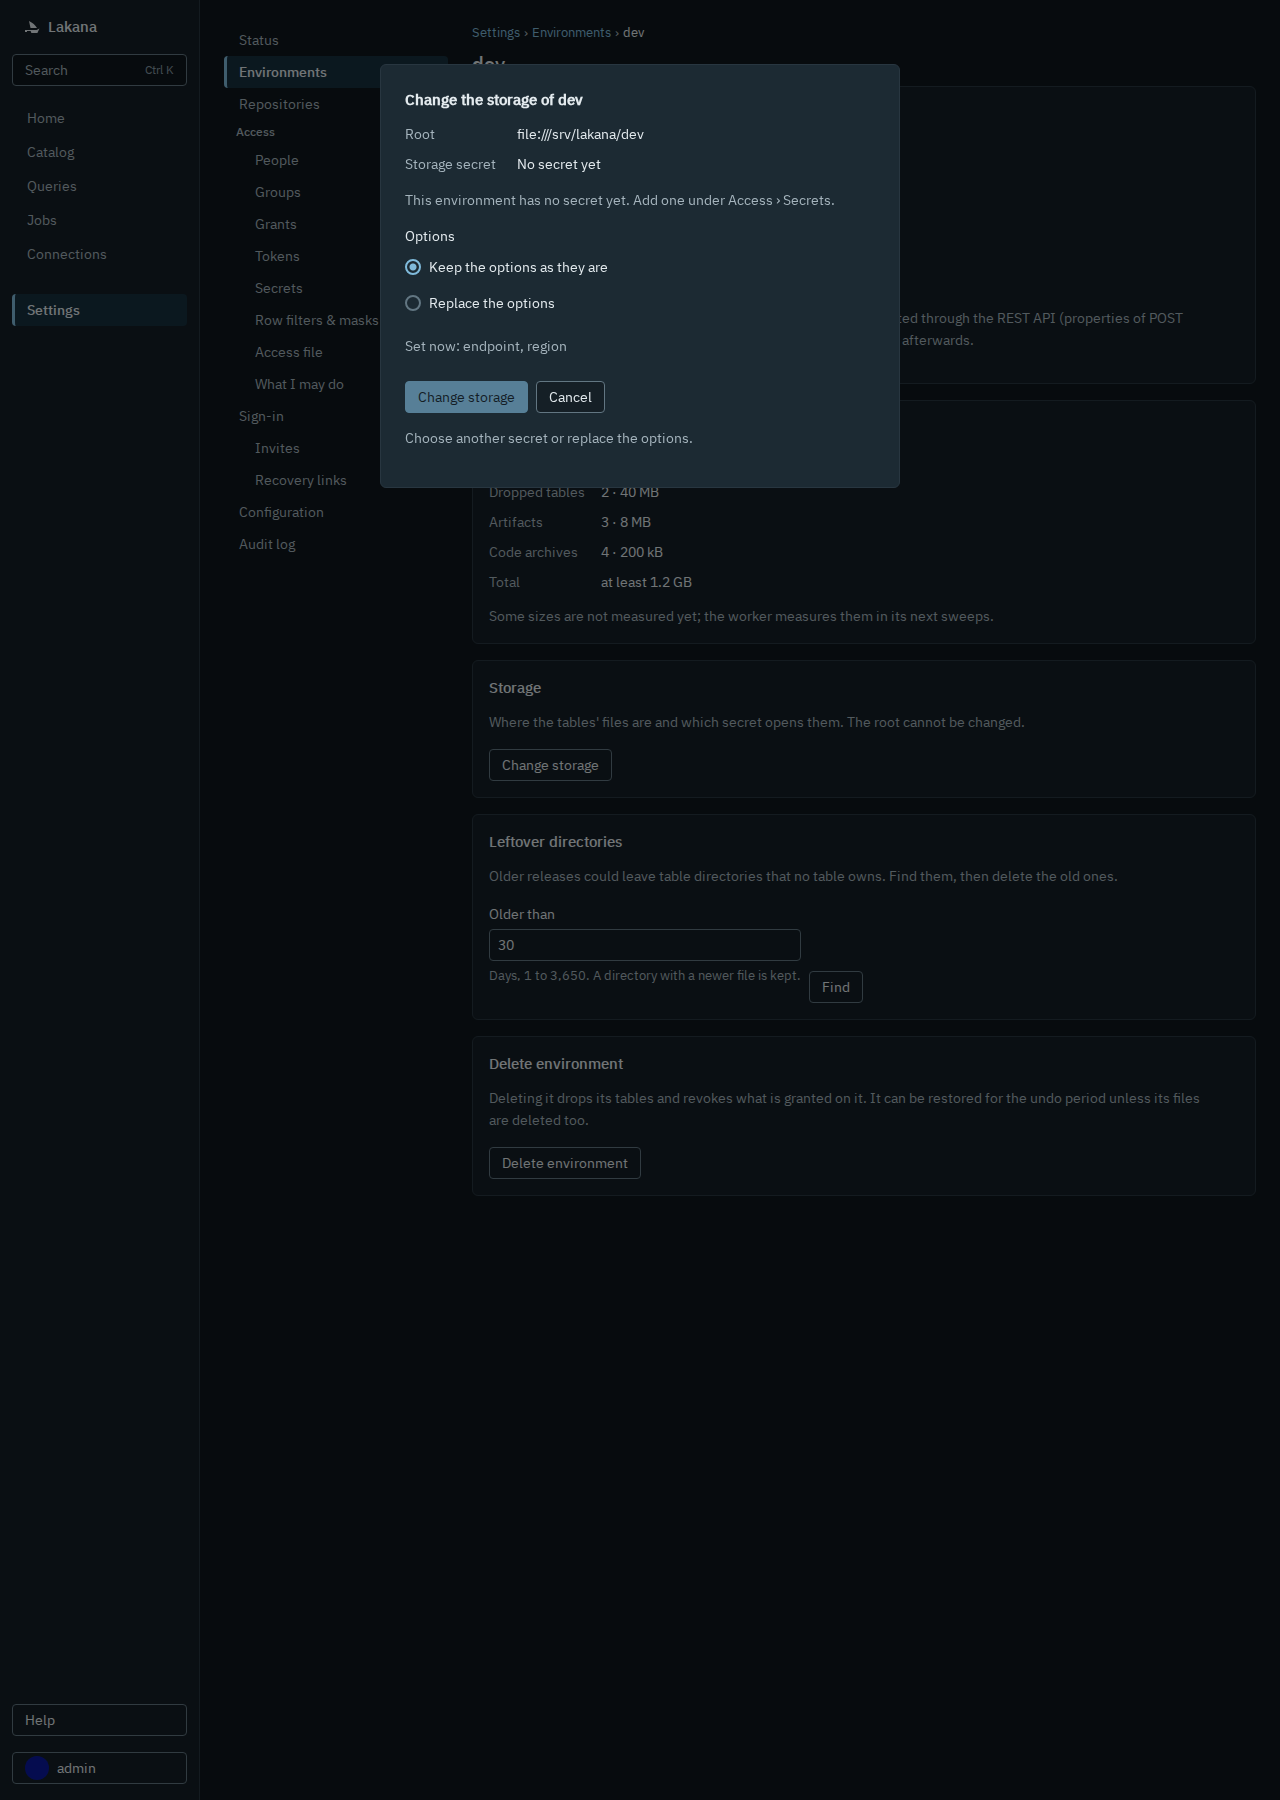 Lakana
Search Ctrl K
Home
Catalog
Queries
Jobs
Connections
Settings
Help
admin
Status
Environments
Repositories
Access
People
Groups
Grants
Tokens
Secrets
Row filters & masks
Access file
What I may do
Sign-in
Invites
Recovery links
Configuration
Audit log
Settings › Environments › dev
dev
Change the storage of dev
Root file:///srv/lakana/dev
Storage secret No secret yet
This environment has no secret yet. Add one under Access › Secrets.
Options
Keep the options as they are
Replace the options
Set now: endpoint, region
Change storage Cancel
Choose another secret or replace the options.
through the REST API (properties of POST
afterwards.
Dropped tables 2 · 40 MB
Artifacts 3 · 8 MB
Code archives 4 · 200 kB
Total at least 1.2 GB
Some sizes are not measured yet; the worker measures them in its next sweeps.
Storage
Where the tables' files are and which secret opens them. The root cannot be changed.
Change storage
Leftover directories
Older releases could leave table directories that no table owns. Find them, then delete the old ones.
Older than
30
Days, 1 to 3,650. A directory with a newer file is kept.
Find
Delete environment
Deleting it drops its tables and revokes what is granted on it. It can be restored for the undo period unless its files
are deleted too.
Delete environment